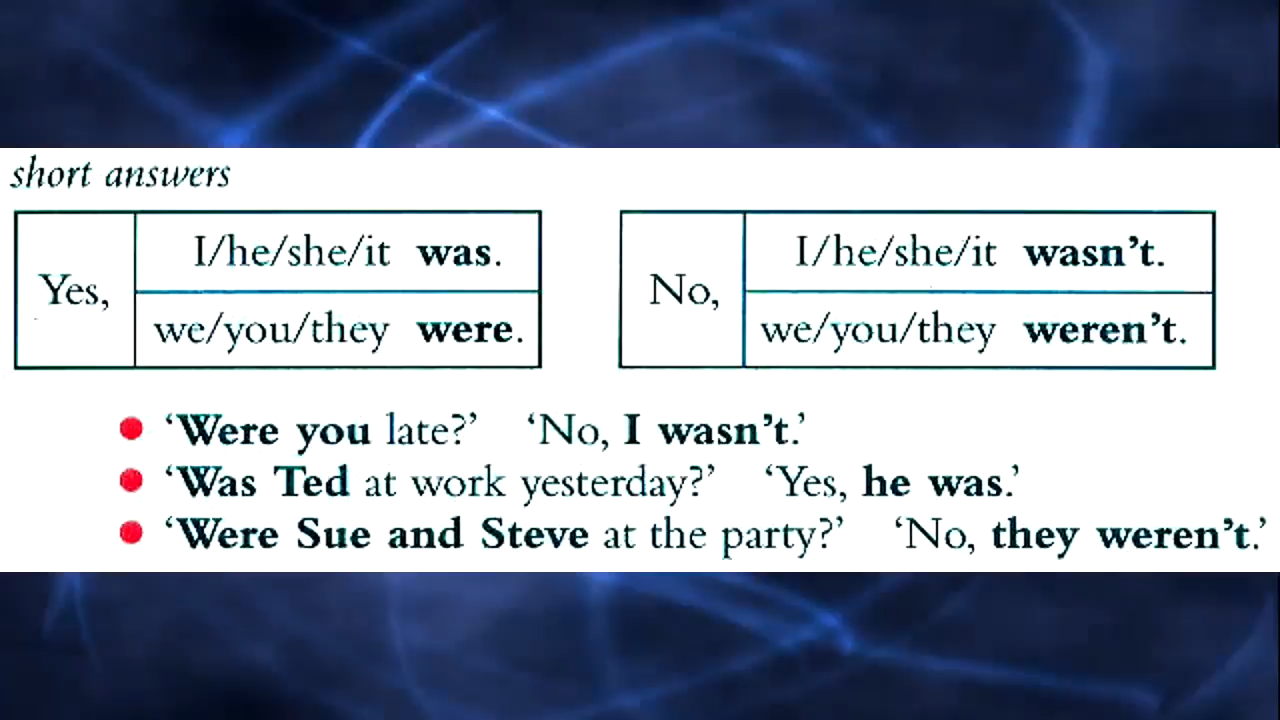 short answers
Yes,
I/he/she/it was.
we/you/they were.
No,
I/he/she/it wasn't.
we/you/they weren't.
● ‘Were you late?’ ‘No, I wasn’t.’
● ‘Was Ted at work yesterday?’ ‘Yes, he was.’
● ‘Were Sue and Steve at the party?’ ‘No, they weren’t.’